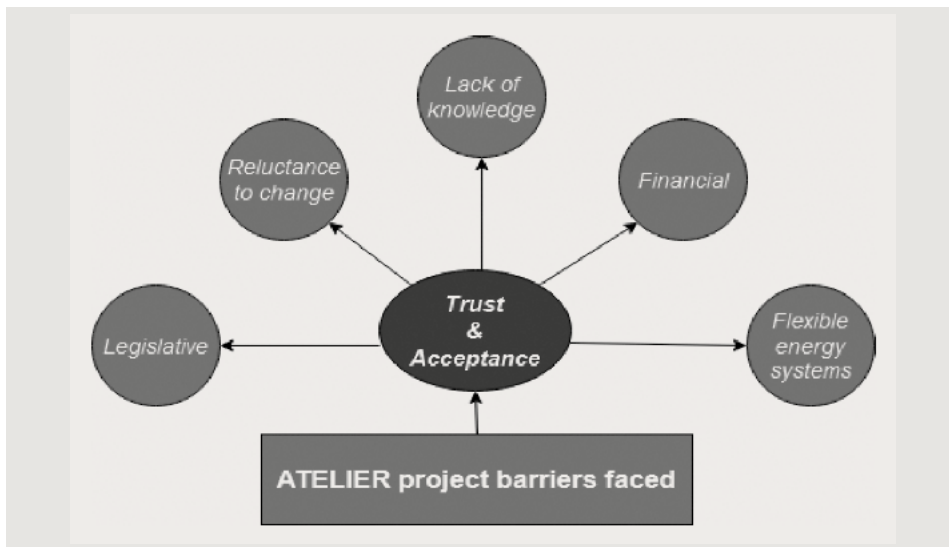 Lack of
knowledge
Reluctance
to change
Financial
Legislative
Trust
&
Acceptance
Flexible
energy
systems
ATELIER project barriers faced